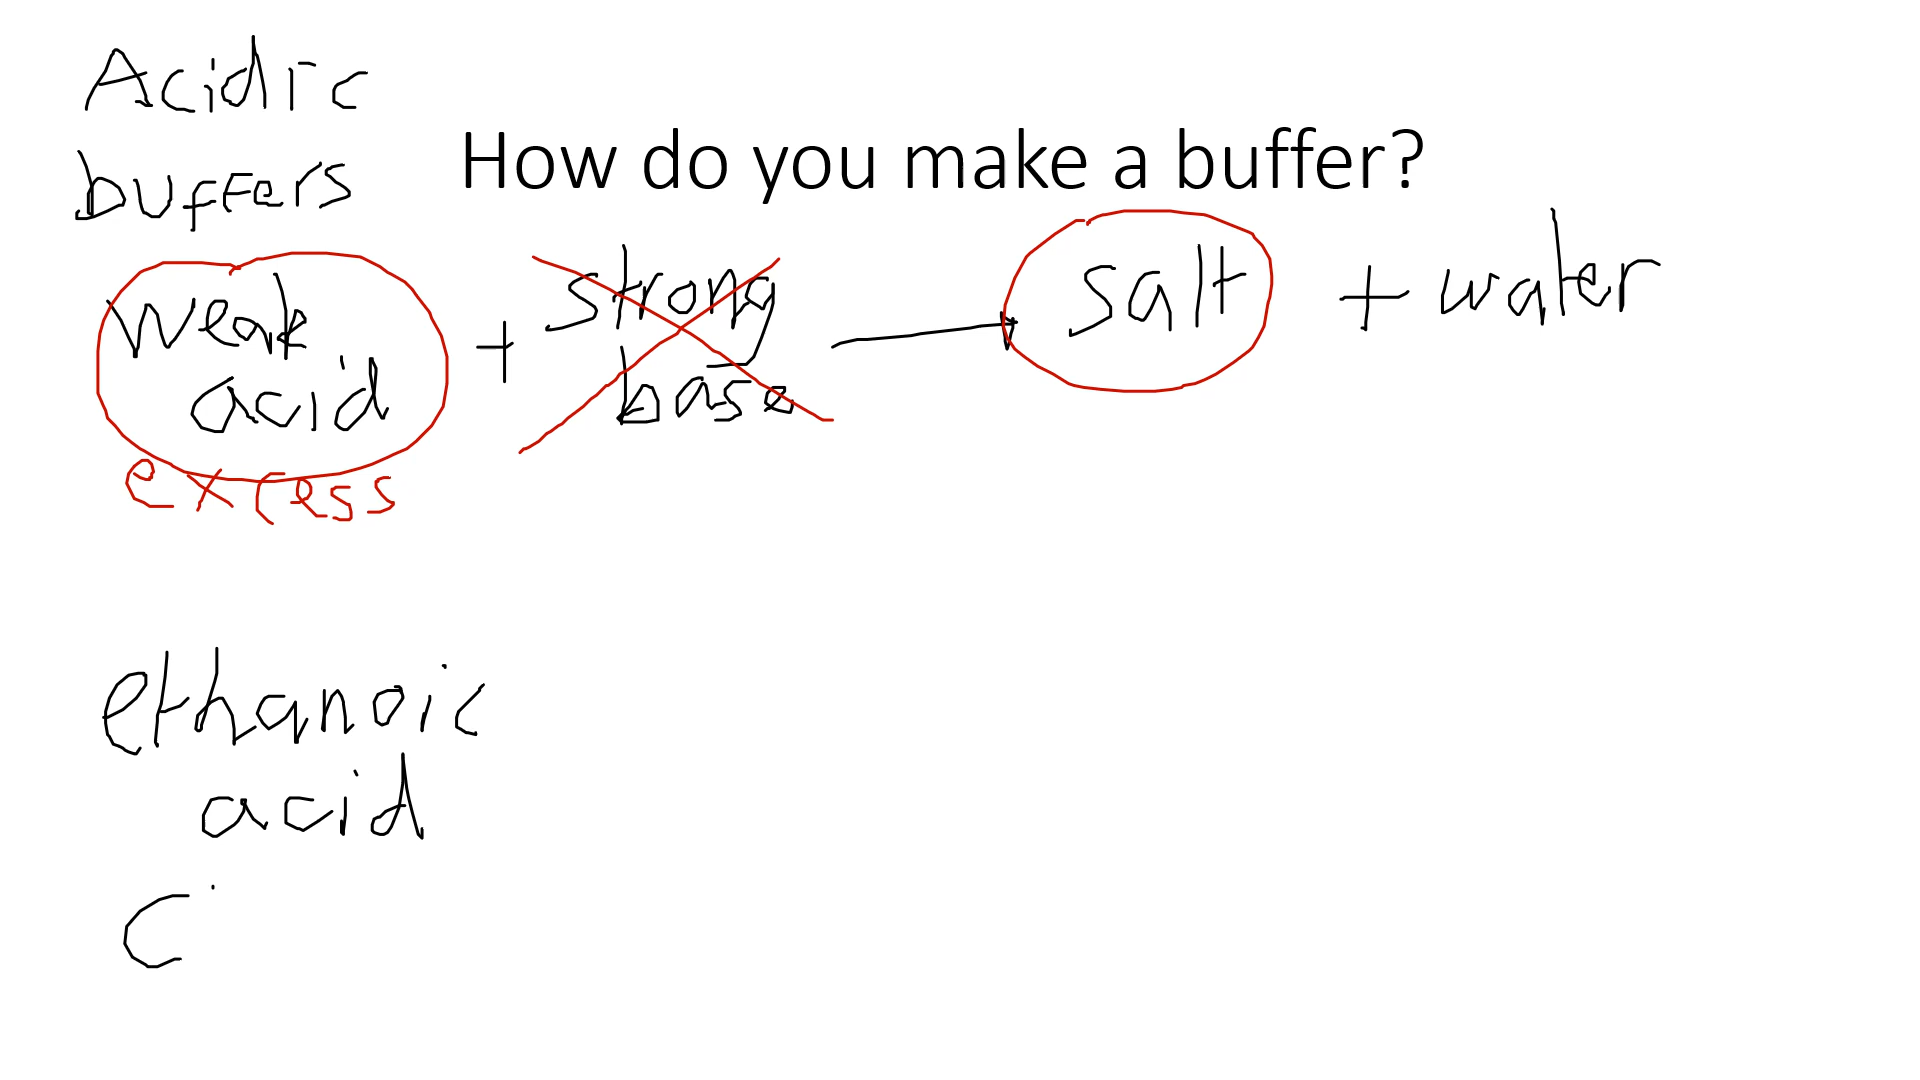 Acidic
buffers
How do you make a buffer?
weak
acid
+ strong
base
salt + water
excess
ethanoic
acid
C